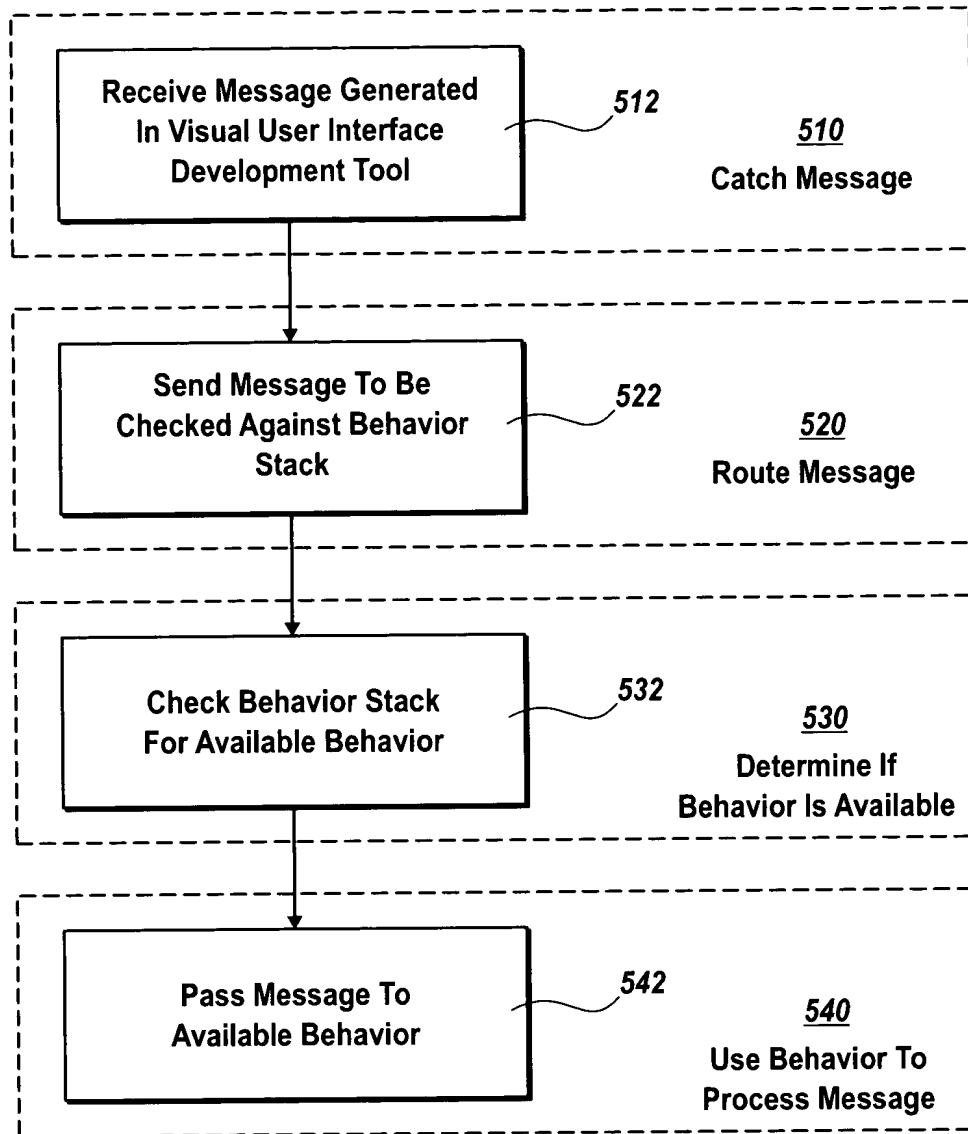 Receive Message Generated
In Visual User Interface
Development Tool
512
510
Catch Message
Send Message To Be
Checked Against Behavior
Stack
522
520
Route Message
Check Behavior Stack
For Available Behavior
532
530
Determine If
Behavior Is Available
Pass Message To
Available Behavior
542
540
Use Behavior To
Process Message